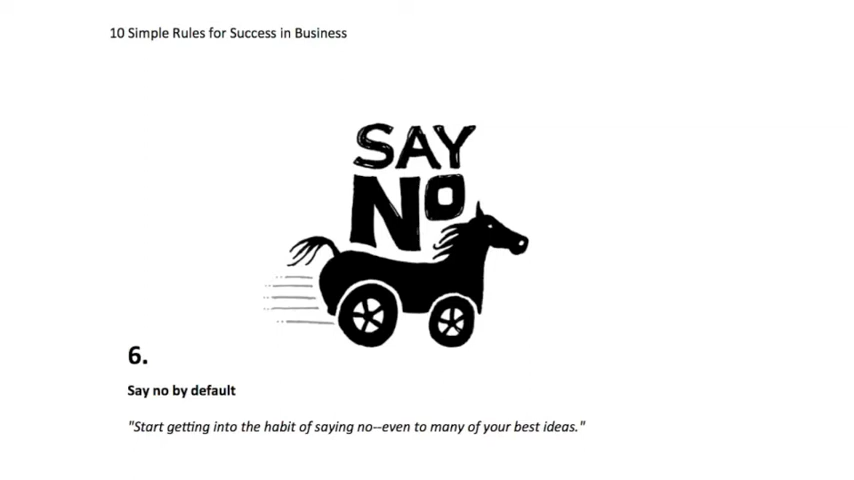 10 Simple Rules for Success in Business
SAY
No
6.
Say no by default
"Start getting into the habit of saying no--even to many of your best ideas."